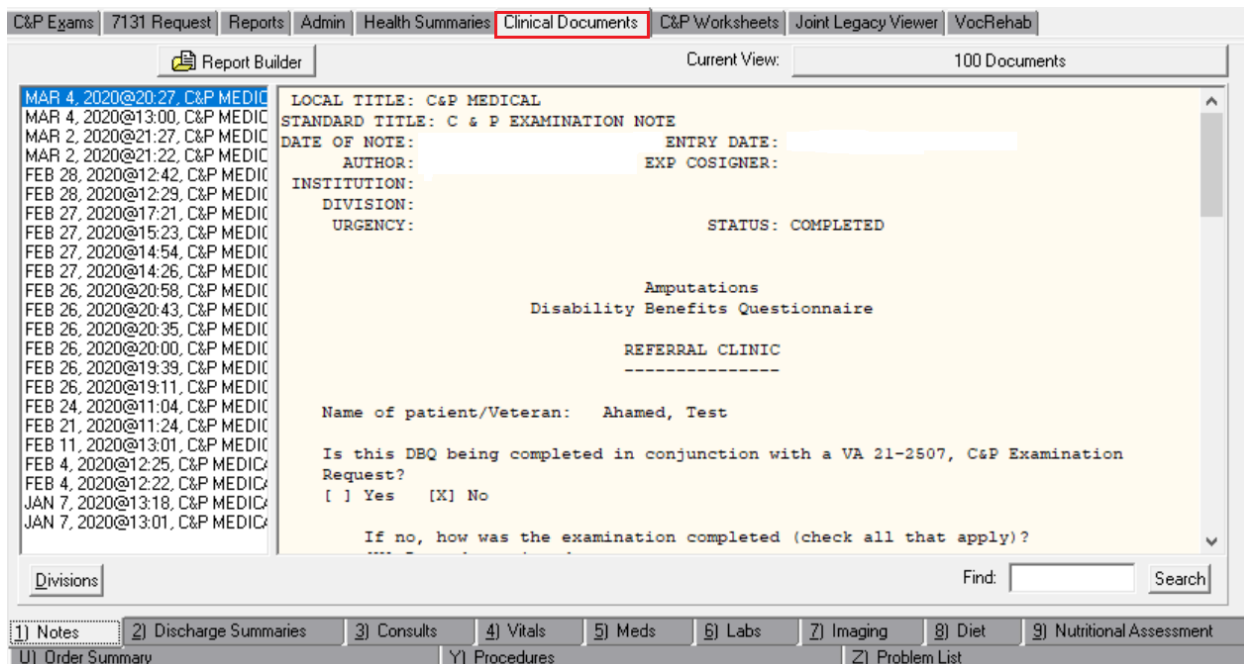 C&P Exams 7131 Request Reports Admin Health Summaries Clinical Documents C&P Worksheets Joint Legacy Viewer VocRehab
Report Builder Current View: 100 Documents
MAR 4, 2020@20:27, C&P MEDIC
MAR 4, 2020@13:00, C&P MEDIC
MAR 2, 2020@21:27, C&P MEDIC
MAR 2, 2020@21:22, C&P MEDIC
FEB 28, 2020@12:42, C&P MEDIC
FEB 28, 2020@12:29, C&P MEDIC
FEB 27, 2020@17:21, C&P MEDIC
FEB 27, 2020@15:23, C&P MEDIC
FEB 27, 2020@14:54, C&P MEDIC
FEB 27, 2020@14:26, C&P MEDIC
FEB 26, 2020@20:58, C&P MEDIC
FEB 26, 2020@20:43, C&P MEDIC
FEB 26, 2020@20:35, C&P MEDIC
FEB 26, 2020@20:00, C&P MEDIC
FEB 26, 2020@19:39, C&P MEDIC
FEB 26, 2020@19:11, C&P MEDIC
FEB 24, 2020@11:04, C&P MEDIC
FEB 21, 2020@11:24, C&P MEDIC
FEB 11, 2020@13:01, C&P MEDIC
FEB 4, 2020@12:25, C&P MEDICA
FEB 4, 2020@12:22, C&P MEDICA
JAN 7, 2020@13:18, C&P MEDICA
JAN 7, 2020@13:01, C&P MEDICA
LOCAL TITLE: C&P MEDICAL
STANDARD TITLE: C & P EXAMINATION NOTE
DATE OF NOTE: ENTRY DATE:
AUTHOR: EXP COSIGNER:
INSTITUTION:
DIVISION:
URGENCY: STATUS: COMPLETED
Amputations
Disability Benefits Questionnaire
REFERRAL CLINIC
---------------
Name of patient/Veteran: Ahamed, Test
Is this DBQ being completed in conjunction with a VA 21-2507, C&P Examination
Request?
[ ] Yes [X] No
If no, how was the examination completed (check all that apply)?
Divisions Find: Search
1) Notes 2) Discharge Summaries 3) Consults 4) Vitals 5) Meds 6) Labs 7) Imaging 8) Diet 9) Nutritional Assessment
U) Order Summary Y) Procedures Z) Problem List